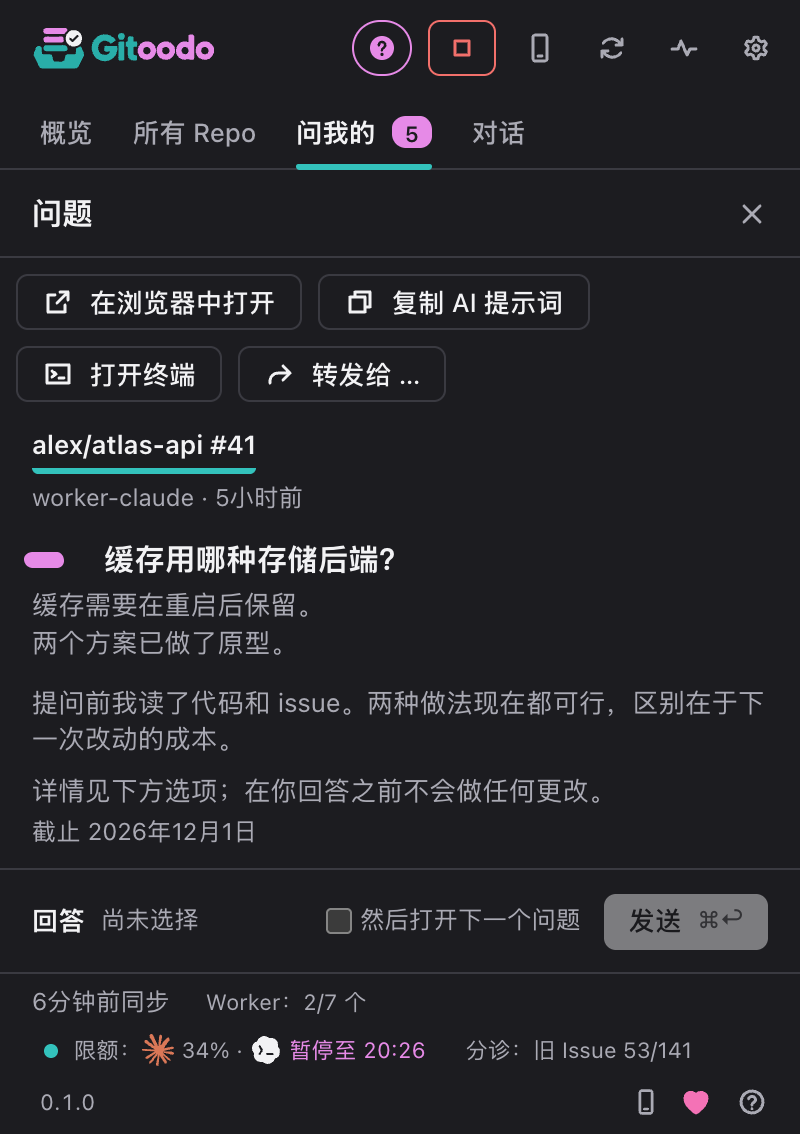 Gitoodo
概览 所有 Repo 问我的 5 对话
问题
在浏览器中打开 复制 AI 提示词
打开终端 转发给 ...
alex/atlas-api #41
worker-claude · 5小时前
缓存用哪种存储后端?
缓存需要在重启后保留。
两个方案已做了原型。
提问前我读了代码和 issue。两种做法现在都可行，区别在于下
一次改动的成本。
详情见下方选项；在你回答之前不会做任何更改。
截止 2026年12月1日
回答 尚未选择 然后打开下一个问题 发送 ⌘↩
6分钟前同步 Worker：2/7 个
限额： 34% · 暂停至 20:26 分诊：旧 Issue 53/141
0.1.0